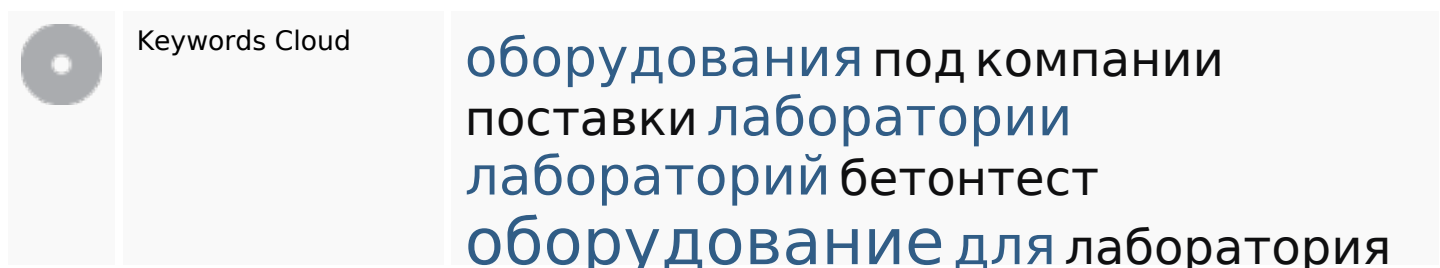 Keywords Cloud
оборудования под компании
поставки лаборатории
лабораторий бетонтест
оборудование для лаборатория